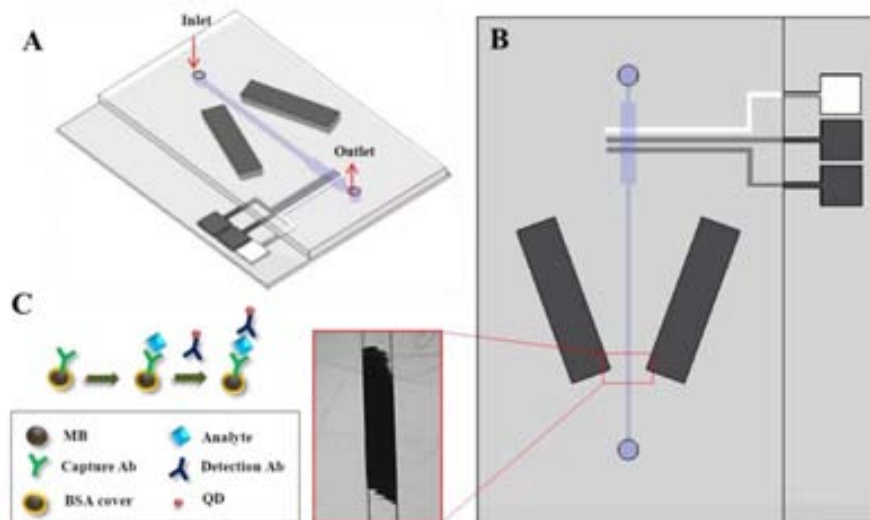 A
Inlet
Outlet
B
C
MB
Analyte
Capture Ab
Detection Ab
BSA cover
QD